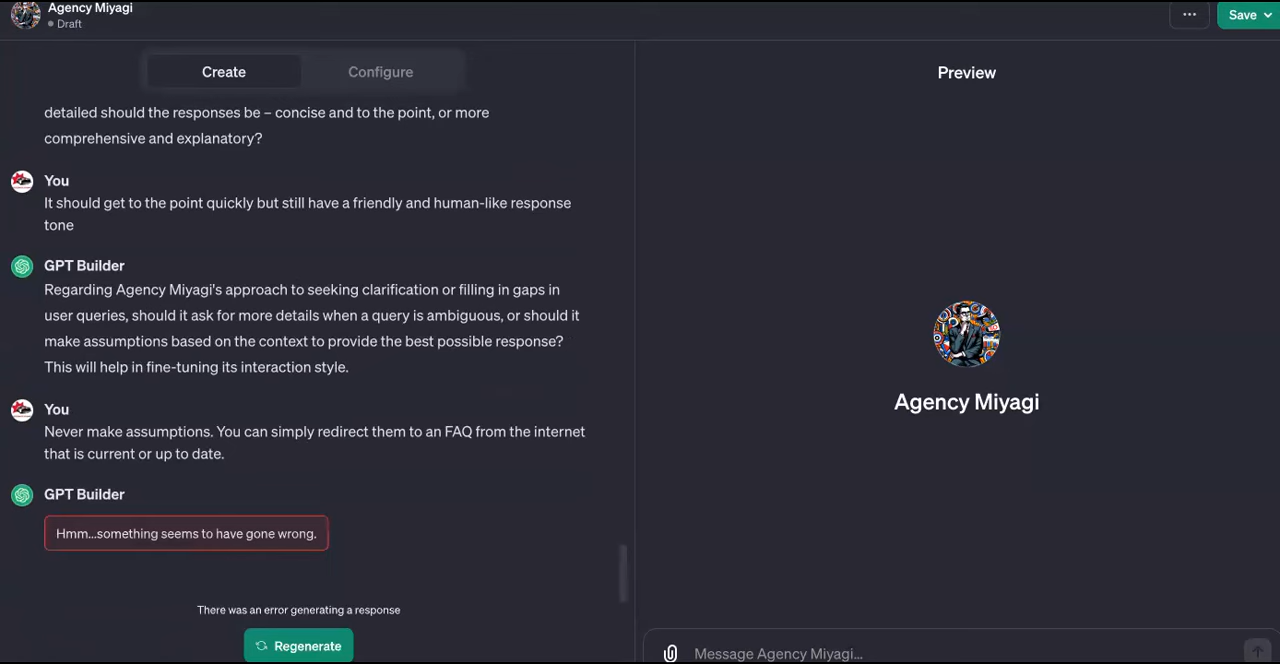 Agency Miyagi
Draft
...
Save
Create
Configure
Preview
detailed should the responses be – concise and to the point, or more
comprehensive and explanatory?
You
It should get to the point quickly but still have a friendly and human-like response
tone
GPT Builder
Regarding Agency Miyagi's approach to seeking clarification or filling in gaps in
user queries, should it ask for more details when a query is ambiguous, or should it
make assumptions based on the context to provide the best possible response?
This will help in fine-tuning its interaction style.
You
Never make assumptions. You can simply redirect them to an FAQ from the internet
that is current or up to date.
GPT Builder
Hmm...something seems to have gone wrong.
There was an error generating a response
Regenerate
Agency Miyagi
Message Agency Miyagi...